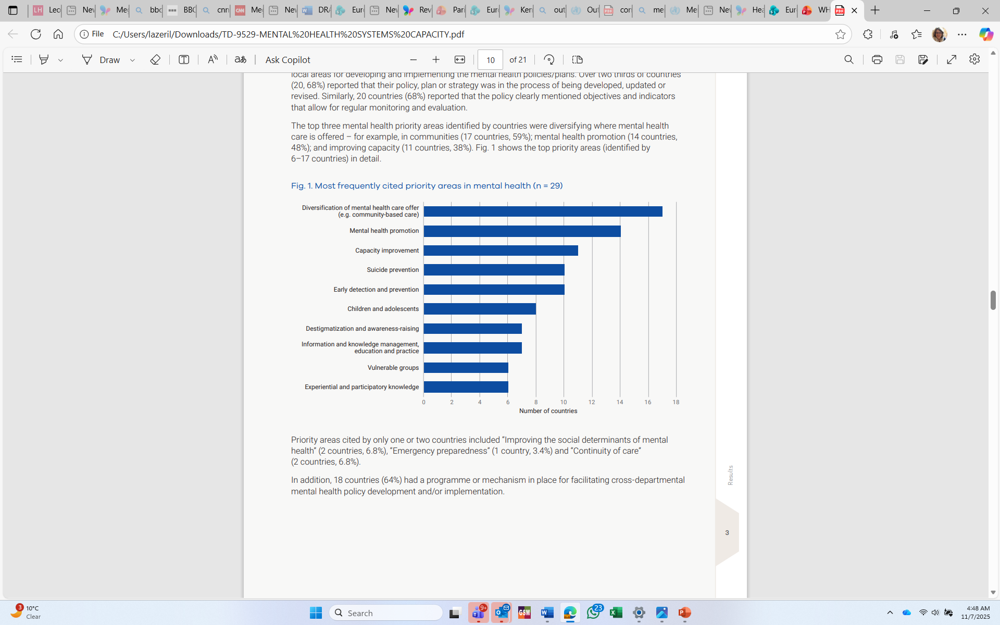 Leo
Nev
Me
bbc
BBC
cnn
Me
Nev
DRA
Eur
Nev
Rev
Pari
Eur
Ken
out
Out
con
me
Me
Nev
Hea
Eur
WH
File
C:/Users/lazeril/Downloads/TD-9529-MENTAL%20HEALTH%20SYSTEMS%20CAPACITY.pdf
Draw
Ask Copilot
10
of 21
local areas for developing and implementing the mental health policies/plans. Over two thirds of countries
(20, 68%) reported that their policy, plan or strategy was in the process of being developed, updated or
revised. Similarly, 20 countries (68%) reported that the policy clearly mentioned objectives and indicators
that allow for regular monitoring and evaluation.
The top three mental health priority areas identified by countries were diversifying where mental health
care is offered – for example, in communities (17 countries, 59%); mental health promotion (14 countries,
48%); and improving capacity (11 countries, 38%). Fig. 1 shows the top priority areas (identified by
6–17 countries) in detail.
Fig. 1. Most frequently cited priority areas in mental health (n = 29)
Diversification of mental health care offer
(e.g. community-based care)
Mental health promotion
Capacity improvement
Suicide prevention
Early detection and prevention
Children and adolescents
Destigmatization and awareness-raising
Information and knowledge management,
education and practice
Vulnerable groups
Experiential and participatory knowledge
0 2 4 6 8 10 12 14 16 18
Number of countries
Priority areas cited by only one or two countries included “Improving the social determinants of mental
health” (2 countries, 6.8%), “Emergency preparedness” (1 country, 3.4%) and “Continuity of care”
(2 countries, 6.8%).
In addition, 18 countries (64%) had a programme or mechanism in place for facilitating cross-departmental
mental health policy development and/or implementation.
Results
3
3
10°C
Clear
Search
9+
GSM
23
4:48 AM
11/7/2025